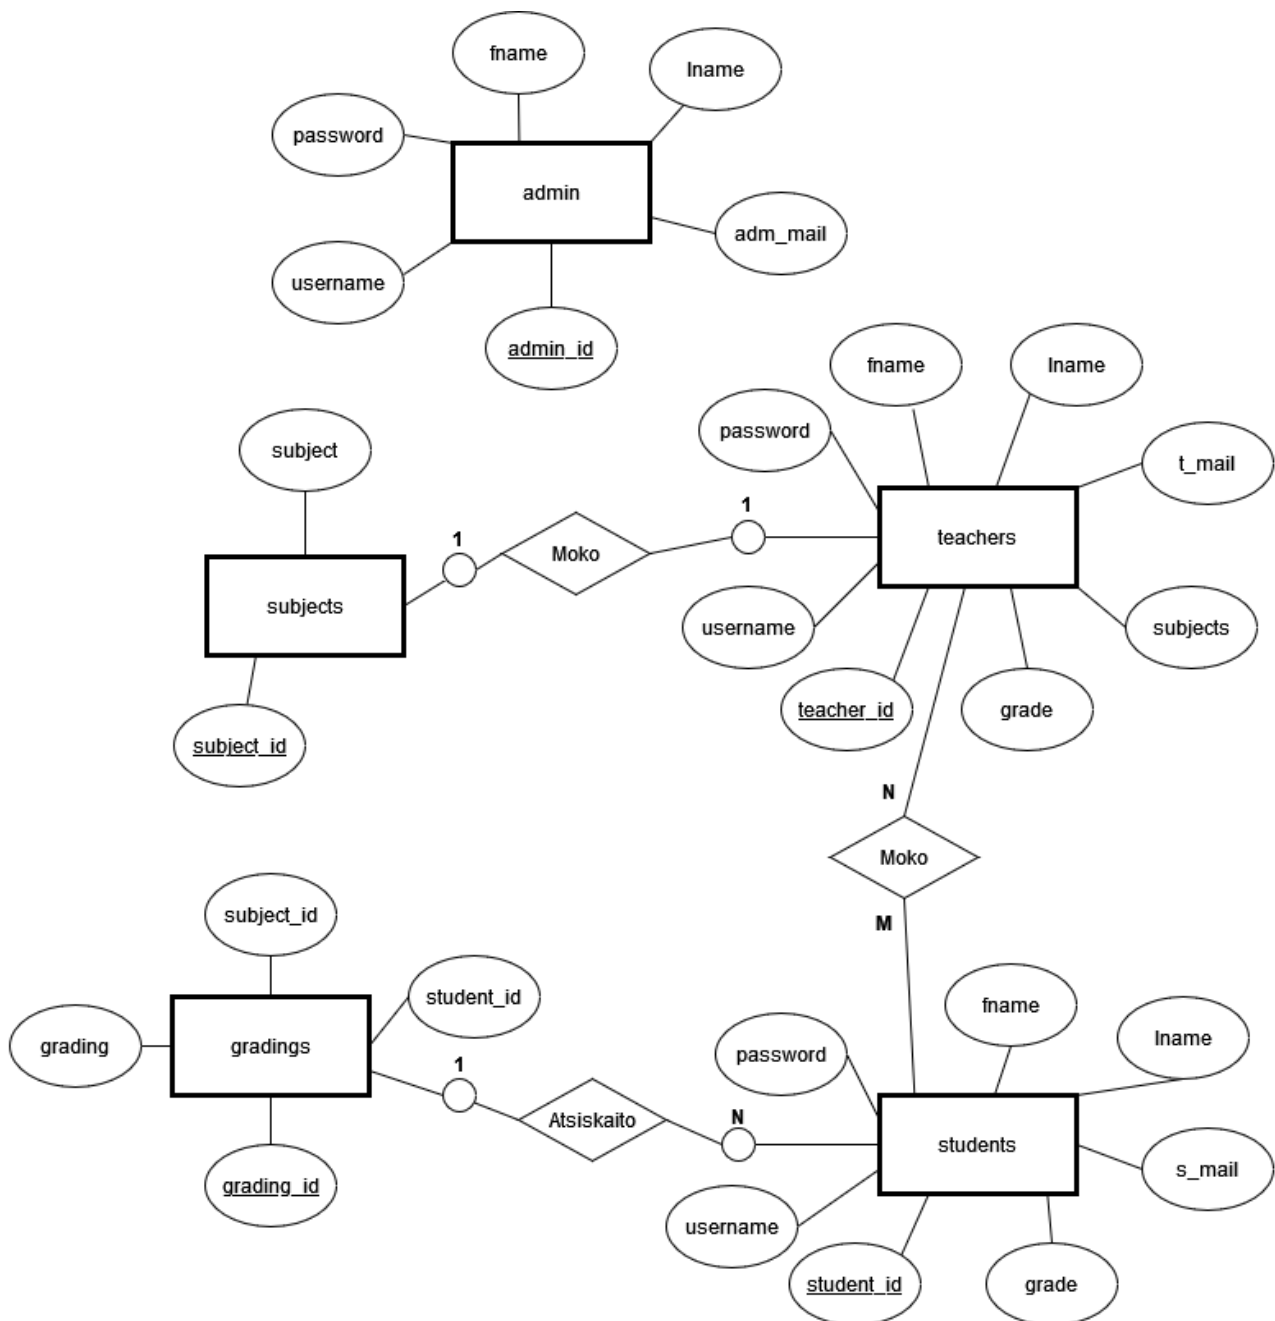 fname
lname
password
admin
adm_mail
username
admin_id
fname
lname
password
t_mail
subject
1
1
Moko
teachers
subjects
username
subjects
teacher_id
grade
subject_id
N
Moko
M
subject_id
student_id
fname
lname
grading
gradings
password
1
Atsiskaito
N
students
s_mail
grading_id
username
student_id
grade